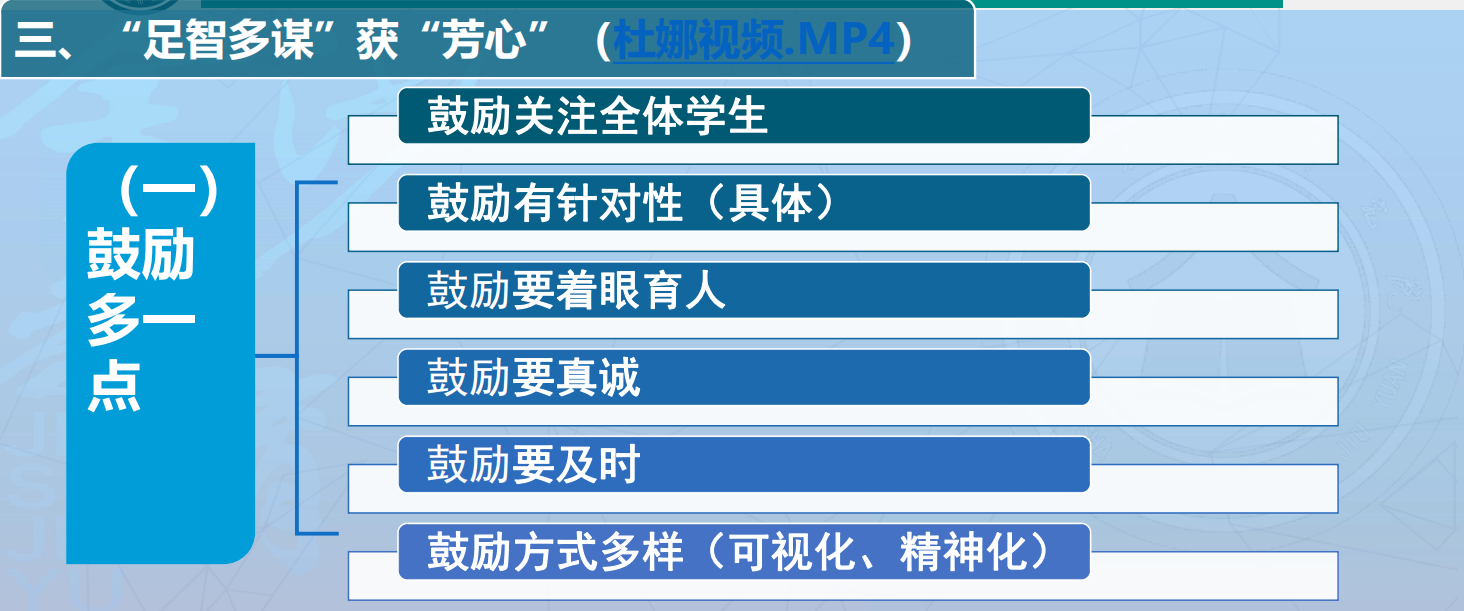 三、 “足智多谋”获“芳心” （杜娜视频.MP4）
（一）
鼓励
多一
点
鼓励关注全体学生
鼓励有针对性（具体）
鼓励要着眼育人
鼓励要真诚
鼓励要及时
鼓励方式多样（可视化、精神化）